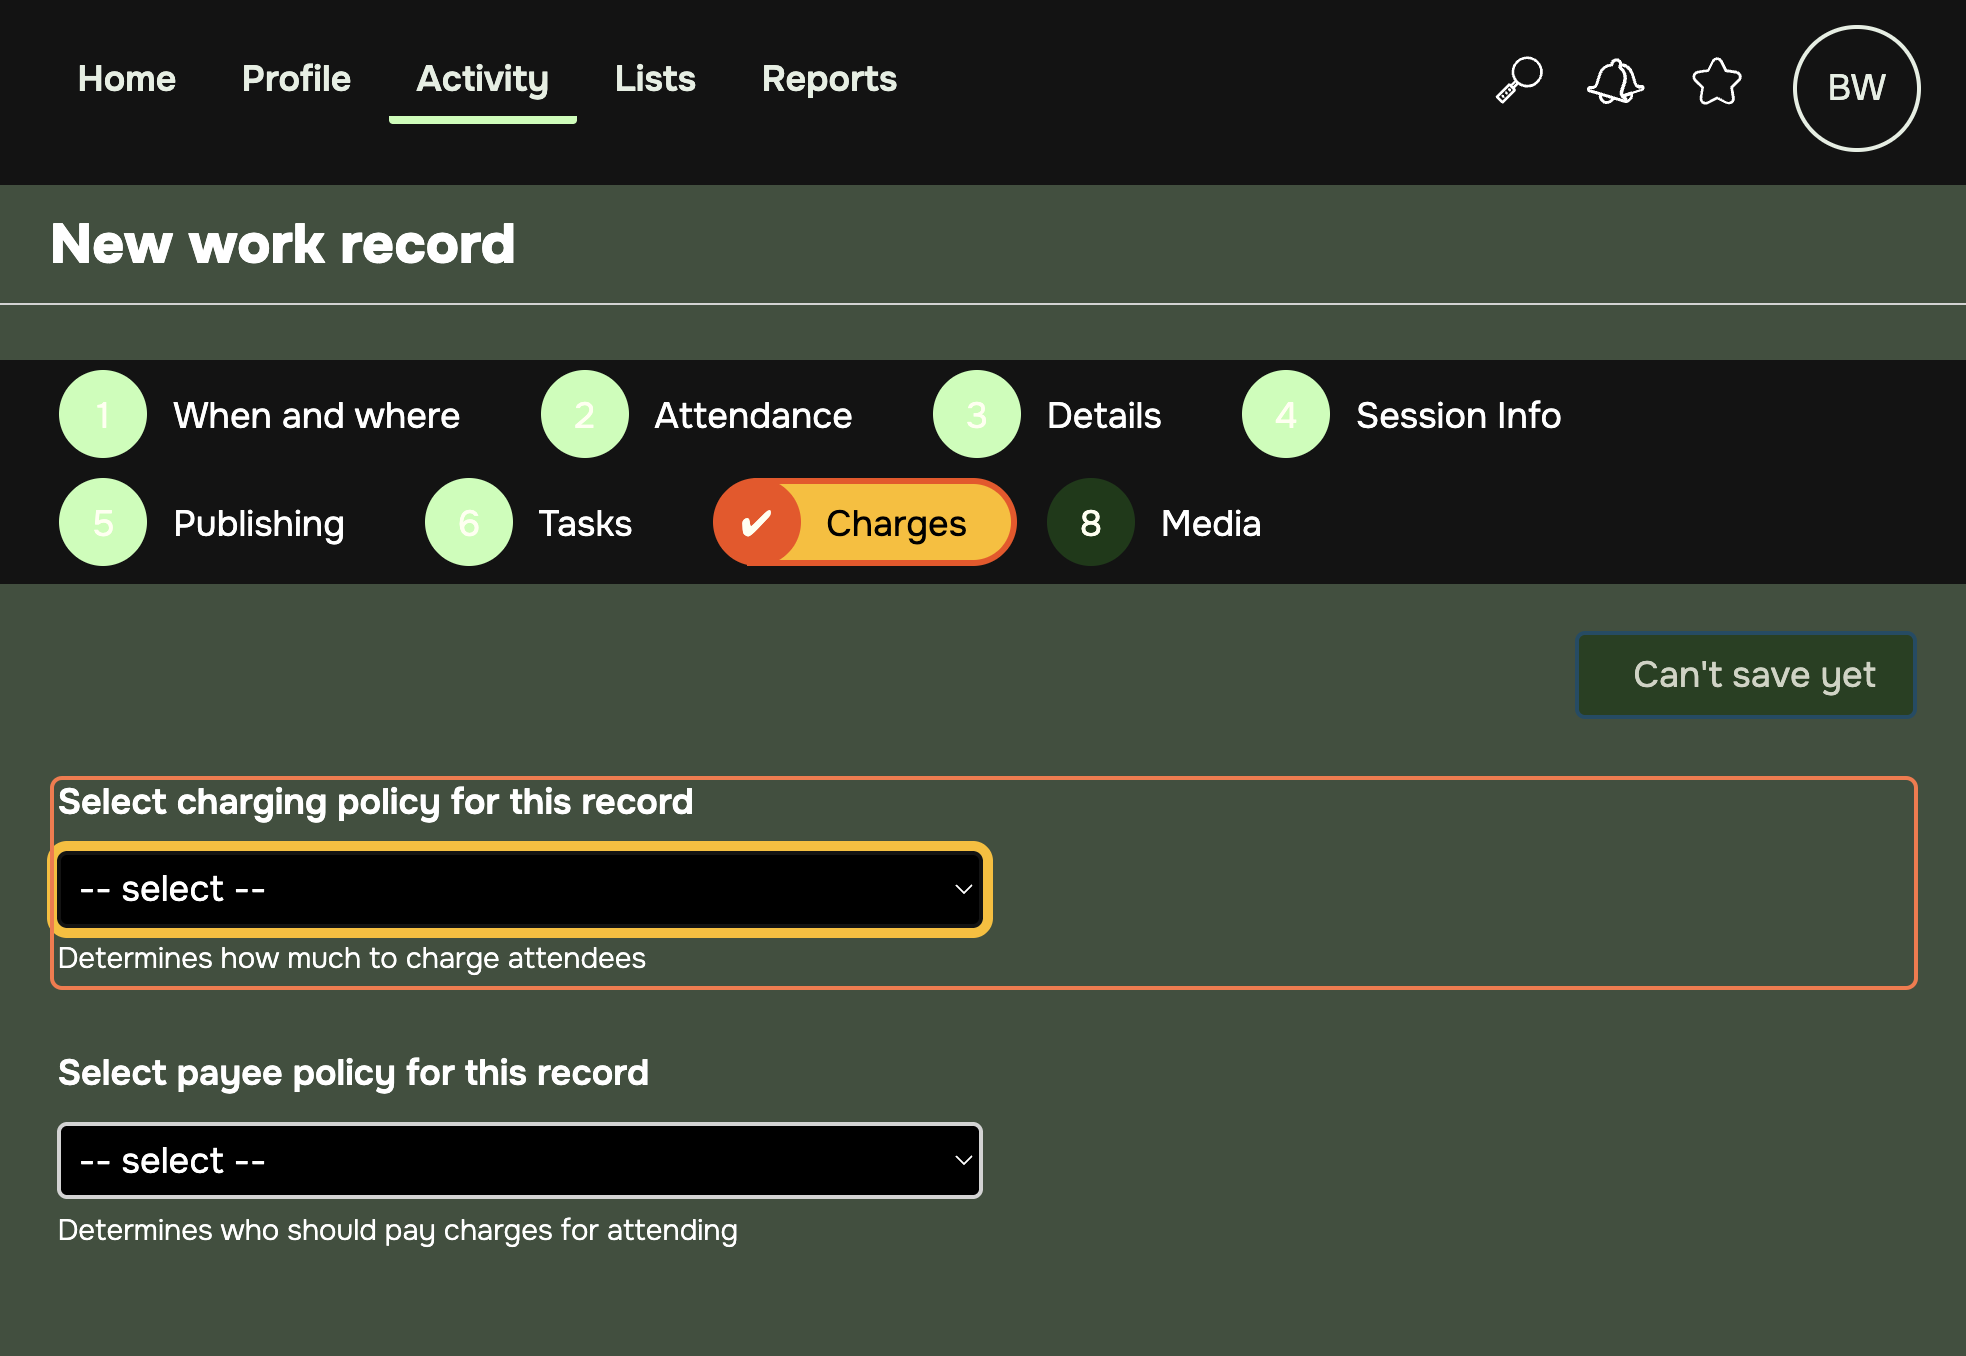 Home Profile Activity Lists Reports BW
New work record
1 When and where 2 Attendance 3 Details 4 Session Info
5 Publishing 6 Tasks ✔ Charges 8 Media
Can't save yet
Select charging policy for this record
-- select --
Determines how much to charge attendees
Select payee policy for this record
-- select --
Determines who should pay charges for attending